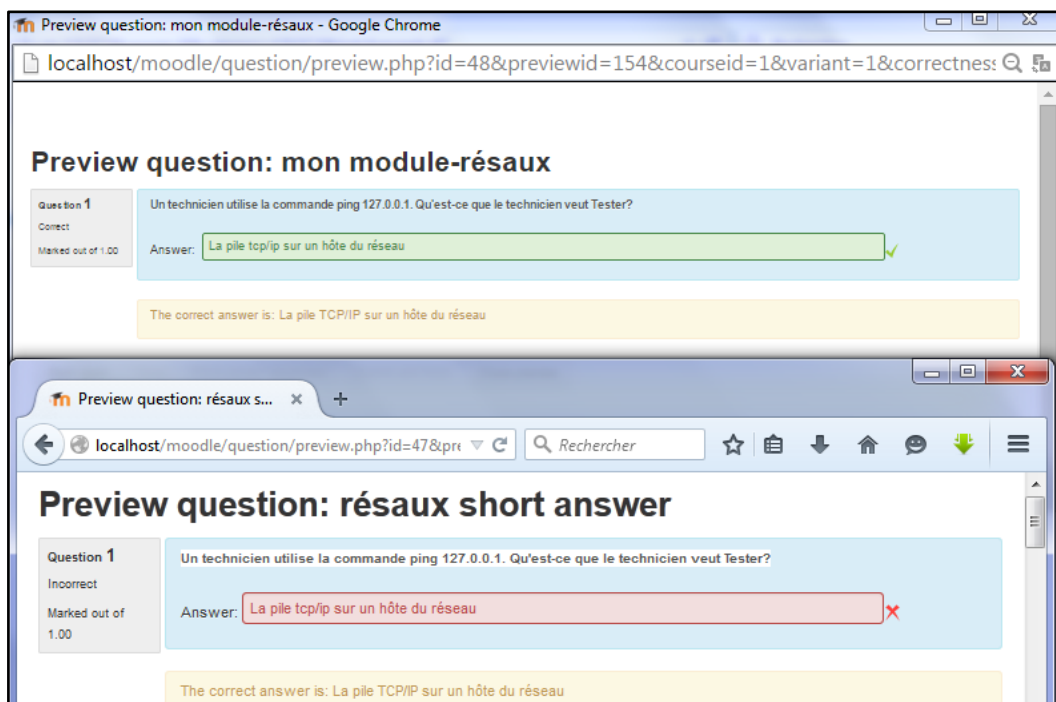 Preview question: mon module-résaux - Google Chrome
localhost/moodle/question/preview.php?id=48&previewid=154&courseid=1&variant=1&correctness
Preview question: mon module-résaux
Question 1
Correct
Marked out of 1.00
Un technicien utilise la commande ping 127.0.0.1. Qu'est-ce que le technicien veut Tester?
Answer: La pile tcp/ip sur un hôte du réseau
The correct answer is: La pile TCP/IP sur un hôte du réseau
Preview question: résaux s...
localhost/moodle/question/preview.php?id=47&pre
Rechercher
Preview question: résaux short answer
Question 1
Incorrect
Marked out of
1.00
Un technicien utilise la commande ping 127.0.0.1. Qu'est-ce que le technicien veut Tester?
Answer: La pile tcp/ip sur un hôte du réseau
The correct answer is: La pile TCP/IP sur un hôte du réseau